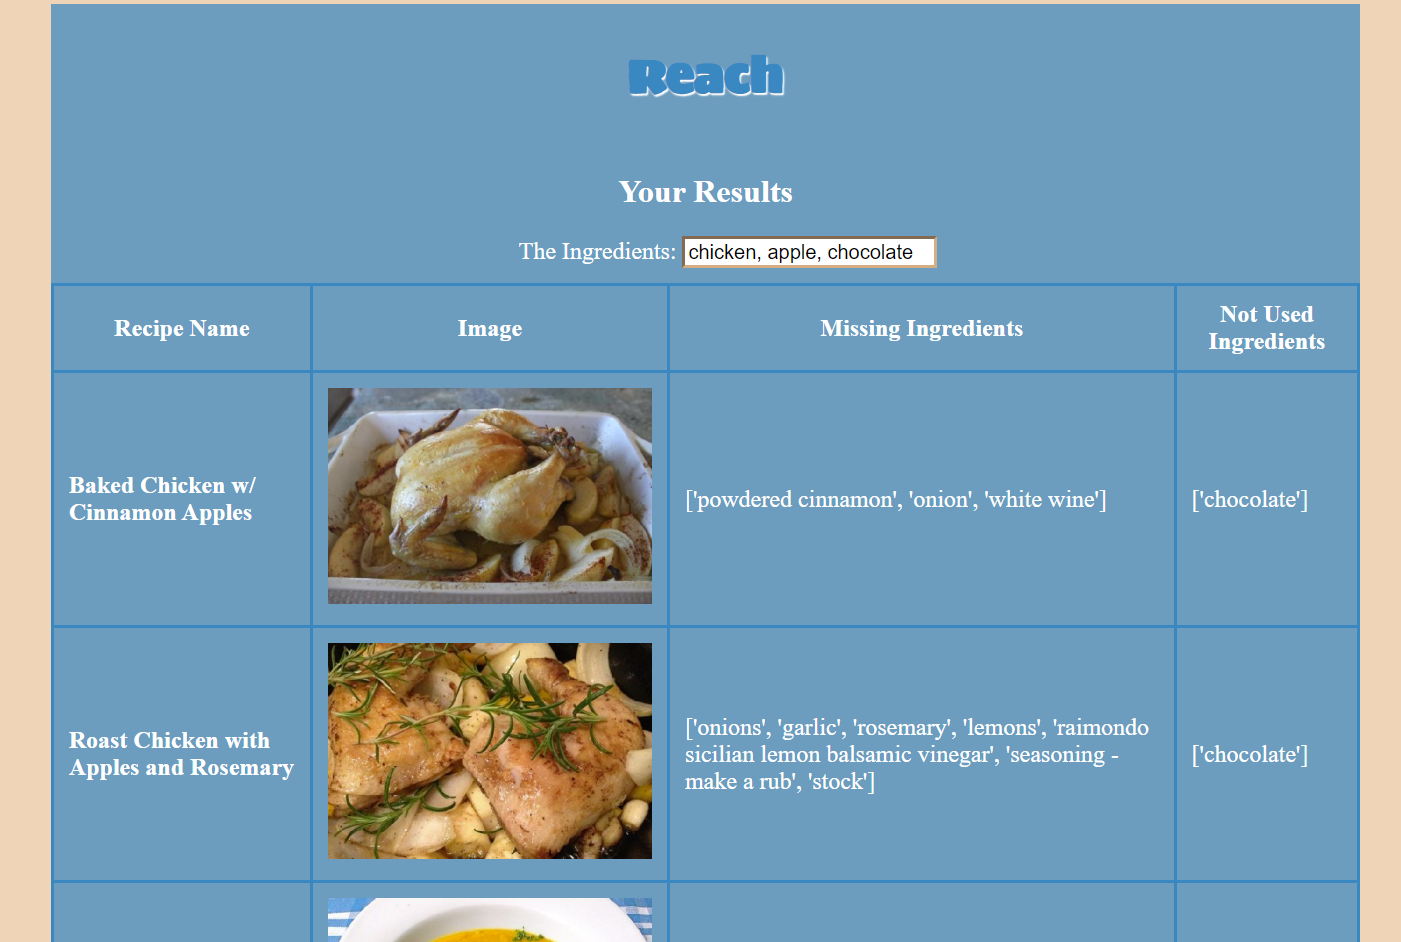 Reach
Your Results
The Ingredients: chicken, apple, chocolate
Recipe Name
Image
Missing Ingredients
Not Used
Ingredients
Baked Chicken w/
Cinnamon Apples
['powdered cinnamon', 'onion', 'white wine']
['chocolate']
Roast Chicken with
Apples and Rosemary
['onions', 'garlic', 'rosemary', 'lemons', 'raimondo
sicilian lemon balsamic vinegar', 'seasoning -
make a rub', 'stock']
['chocolate']